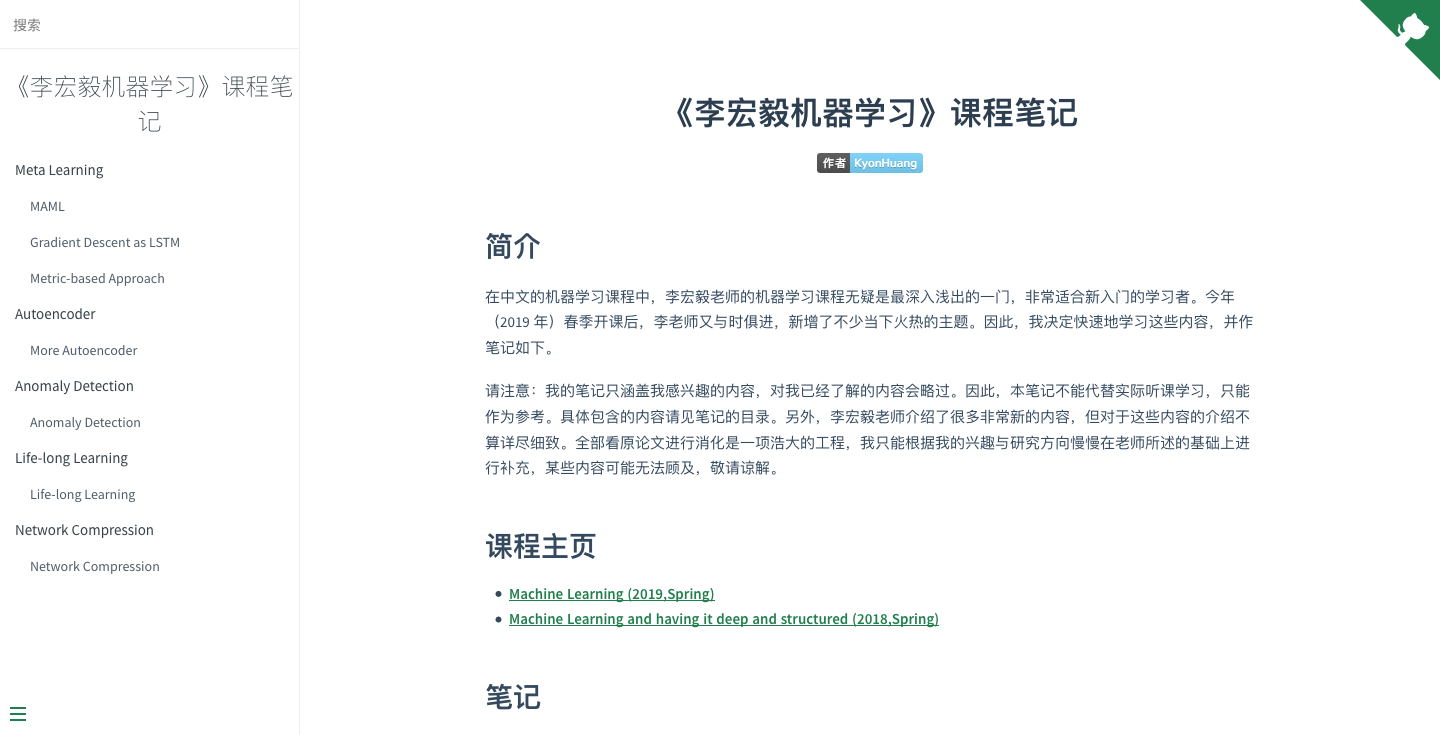 搜索
《李宏毅机器学习》课程笔
记
Meta Learning
MAML
Gradient Descent as LSTM
Metric-based Approach
Autoencoder
More Autoencoder
Anomaly Detection
Anomaly Detection
Life-long Learning
Life-long Learning
Network Compression
Network Compression
《李宏毅机器学习》课程笔记
作者 KyonHuang
简介
在中文的机器学习课程中，李宏毅老师的机器学习课程无疑是最深入浅出的一门，非常适合新入门的学习者。今年
（2019 年）春季开课后，李老师又与时俱进，新增了不少当下火热的主题。因此，我决定快速地学习这些内容，并作
笔记如下。
请注意：我的笔记只涵盖我感兴趣的内容，对我已经了解的内容会略过。因此，本笔记不能代替实际听课学习，只能
作为参考。具体包含的内容请见笔记的目录。另外，李宏毅老师介绍了很多非常新的内容，但对于这些内容的介绍不
算详尽细致。全部看原论文进行消化是一项浩大的工程，我只能根据我的兴趣与研究方向慢慢在老师所述的基础上进
行补充，某些内容可能无法顾及，敬请谅解。
课程主页
Machine Learning (2019,Spring)
Machine Learning and having it deep and structured (2018,Spring)
笔记